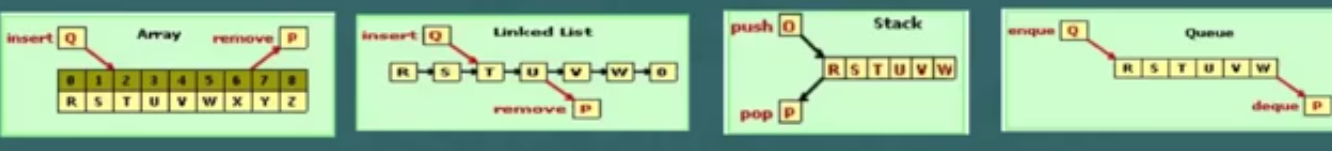 Array
insert Q
remove P
0 1 2 3 4 5 6 7 8
R S T U V W X Y Z
Linked List
insert Q
R S T U V W 0
remove P
Stack
push O
R S T U V W
pop P
Queue
enque Q
R S T U V W
deque P